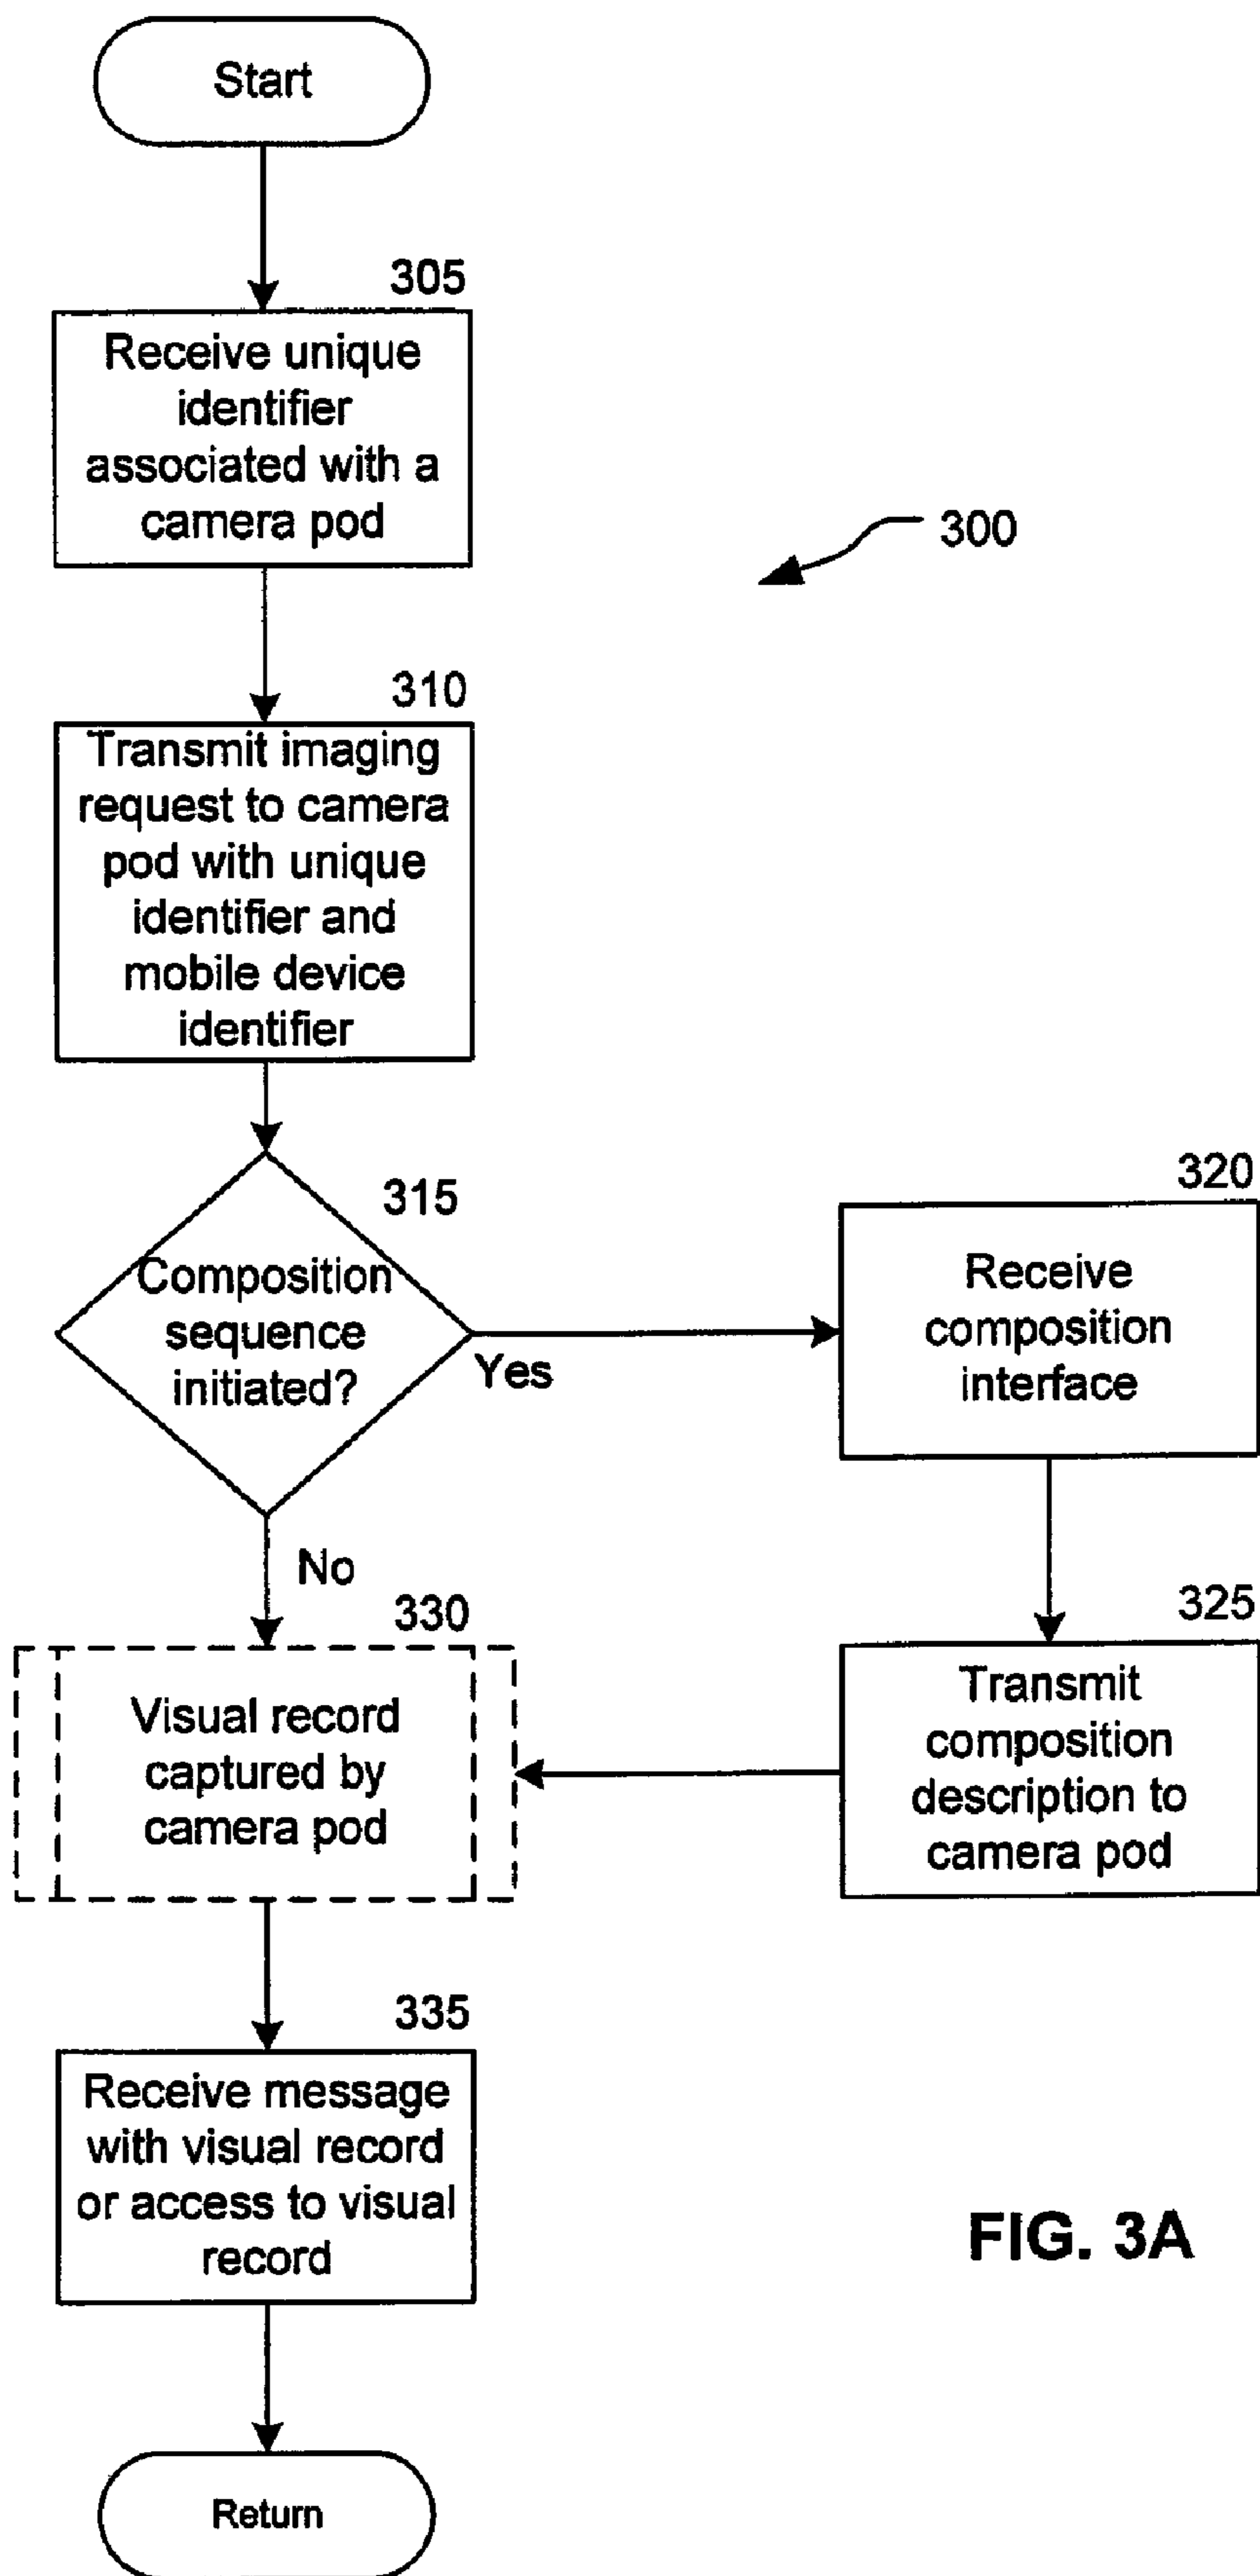 Start
305
Receive unique
identifier
associated with a
camera pod
300
310
Transmit imaging
request to camera
pod with unique
identifier and
mobile device
identifier
315
Composition
sequence
initiated?
Yes
320
Receive
composition
interface
No
325
Transmit
composition
description to
camera pod
330
Visual record
captured by
camera pod
335
Receive message
with visual record
or access to visual
record
FIG. 3A
Return